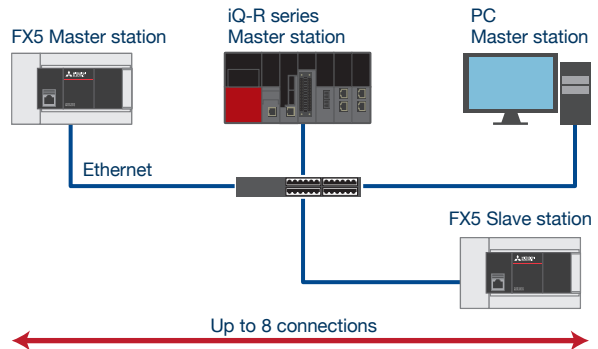 iQ-R series
PC
FX5 Master station
Master station
Master station
Ethernet
FX5 Slave station
Up to 8 connections